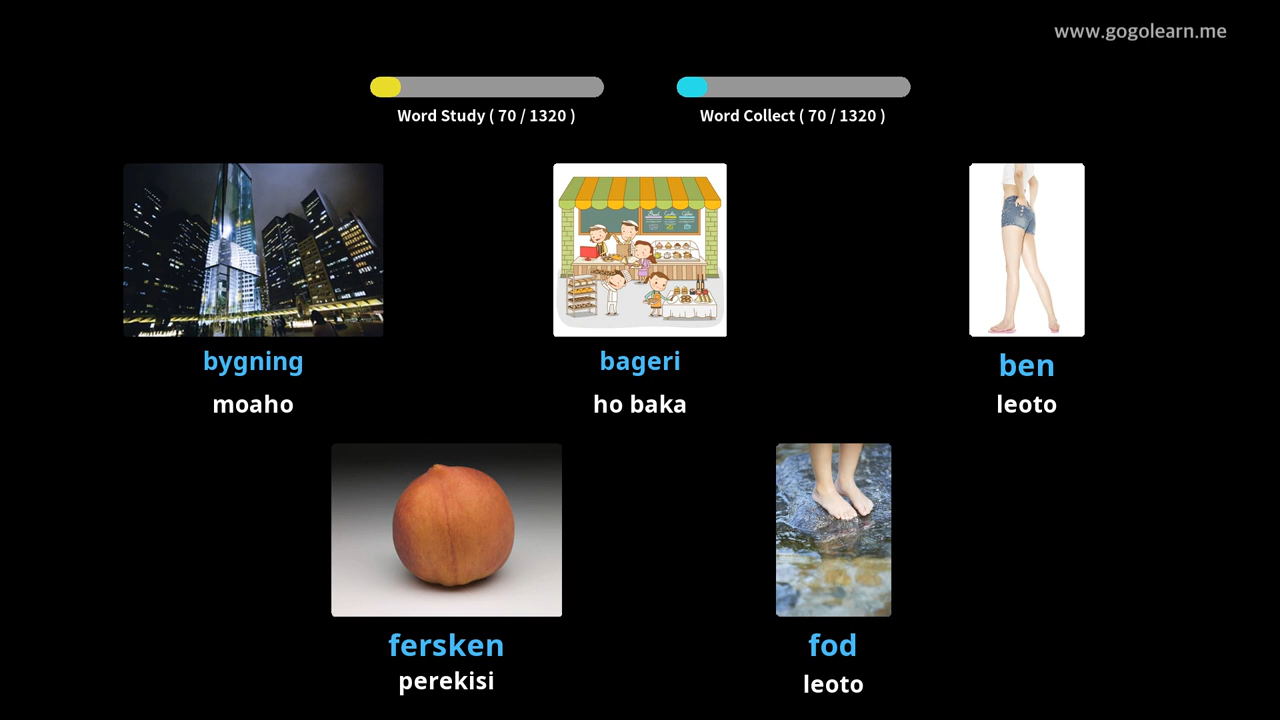 www.gogolearn.me
Word Study ( 70 / 1320 )
Word Collect ( 70 / 1320 )
bygning
bageri
ben
moaho
ho baka
leoto
fersken
fod
perekisi
leoto